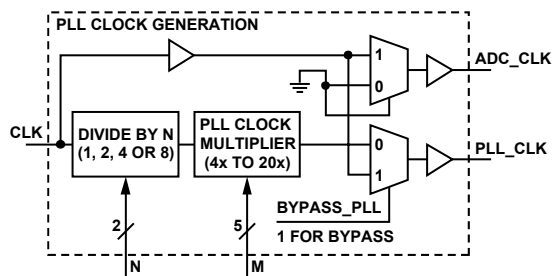 PLL CLOCK GENERATION
1
ADC_CLK
0
CLK
DIVIDE BY N
(1, 2, 4 OR 8)
PLL CLOCK
MULTIPLIER
(4x TO 20x)
0
PLL_CLK
1
BYPASS_PLL
1 FOR BYPASS
2
5
N
M